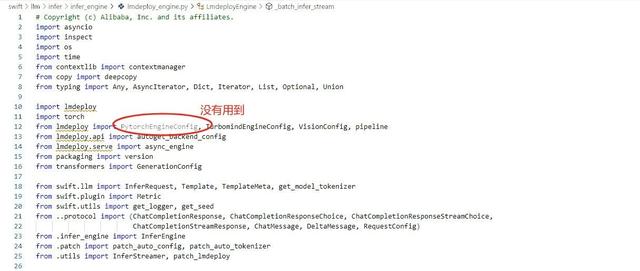 swift > llm > infer > infer_engine > lmdeploy_engine.py > LmdeployEngine > _batch_infer_stream
1 # Copyright (c) Alibaba, Inc. and its affiliates.
2 import asyncio
3 import inspect
4 import os
5 import time
6 from contextlib import contextmanager
7 from copy import deepcopy
8 from typing import Any, AsyncIterator, Dict, Iterator, List, Optional, Union
9
没有用到
10 import lmdeploy
11 import torch
12 from lmdeploy import PytorchEngineConfig, TurbomindEngineConfig, VisionConfig, pipeline
13 from lmdeploy.api import autoget_backend_config
14 from lmdeploy.serve import async_engine
15 from packaging import version
16 from transformers import GenerationConfig
17
18 from swift.llm import InferRequest, Template, TemplateMeta, get_model_tokenizer
19 from swift.plugin import Metric
20 from swift.utils import get_logger, get_seed
21 from ..protocol import (ChatCompletionResponse, ChatCompletionResponseChoice, ChatCompletionResponseStreamChoice,
22 ChatCompletionStreamResponse, ChatMessage, DeltaMessage, RequestConfig)
23 from .infer_engine import InferEngine
24 from .patch import patch_auto_config, patch_auto_tokenizer
25 from .utils import InferStreamer, patch_lmdeploy
26